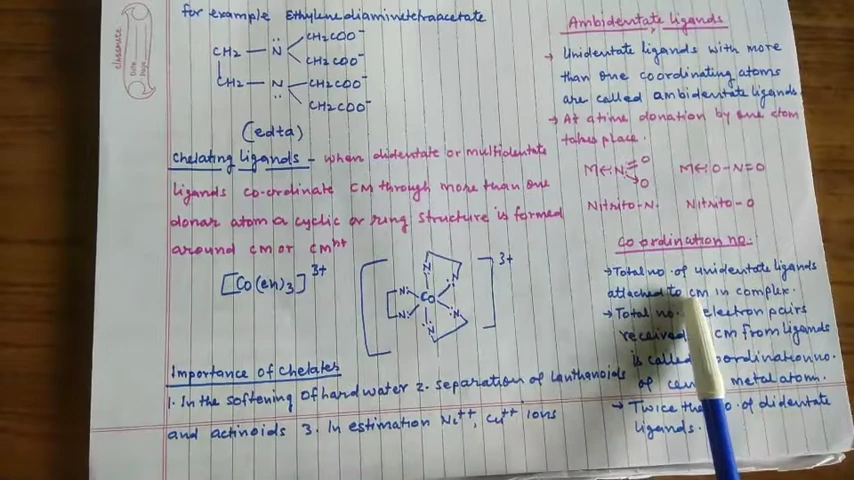 classmate
Date
Page
for example Ethylenediaminetetraacetate
CH2 — N̈ CH2COO⁻
CH2COO⁻
CH2 — N̈ CH2COO⁻
CH2COO⁻
(edta)
Chelating ligands - when didentate or multidentate
ligands co-ordinate CM through more than one
donar atom a cyclic or ring structure is formed
around cm or cmⁿ⁺
[Co(en)3]³⁺
[ N: N: Co N: N: N: N: ]³⁺
Importance of chelates
1. In the softening of hard water 2. separation of lanthanoids
and actinoids 3. In estimation Ni⁺⁺, Cu⁺⁺ ions
Ambidentate ligands
→ Unidentate ligands with more
than one coordinating atoms
are called ambidentate ligands
→ At a time donation by one atom
takes place.
M←:N=O →O M←:O-N=O
Nitrito-N. Nitrito-O
Coordination no:
→ Total no. of unidentate ligands
attached to cm in complex.
→ Total no. electron pairs
received cm from ligands
is called ordination no.
of cen metal atom.
→ Twice the o. of didentate
ligands.